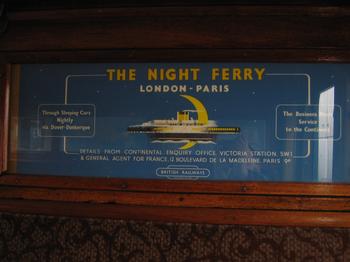 THE NIGHT FERRY
LONDON - PARIS
Through Sleeping Cars
Nightly
via Dover-Dunkerque
The Business
Service
to the Continent
DETAILS FROM CONTINENTAL ENQUIRY OFFICE, VICTORIA STATION, SW1
& GENERAL AGENT FOR FRANCE, 12 BOULEVARD DE LA MADELEINE, PARIS 9e
BRITISH RAILWAYS